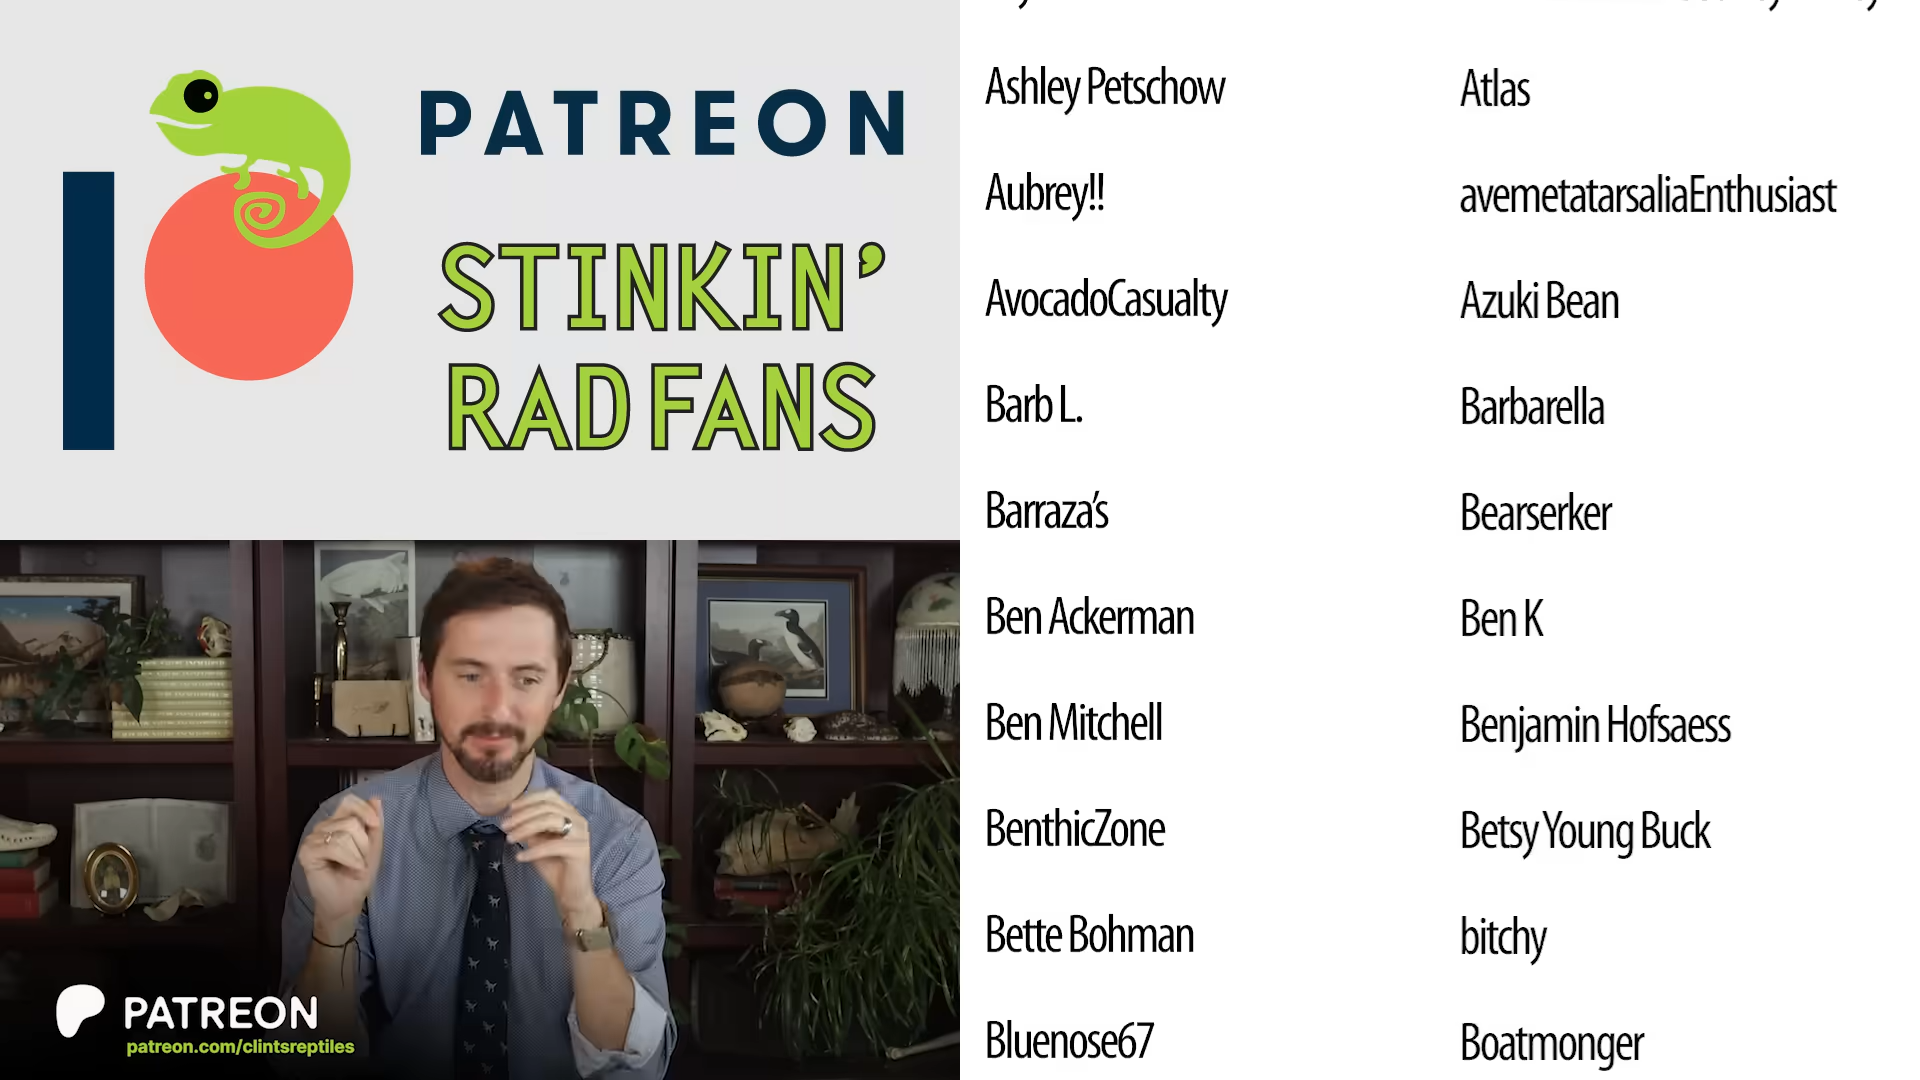 PATREON
STINKIN'
RAD FANS
PATREON
patreon.com/clintsreptiles
Ashley Petschow
Atlas
Aubrey!!
avemetatarsaliaEnthusiast
AvocadoCasualty
Azuki Bean
Barb L.
Barbarella
Barraza's
Bearserker
Ben Ackerman
Ben K
Ben Mitchell
Benjamin Hofsaess
BenthicZone
Betsy Young Buck
Bette Bohman
bitchy
Bluenose67
Boatmonger